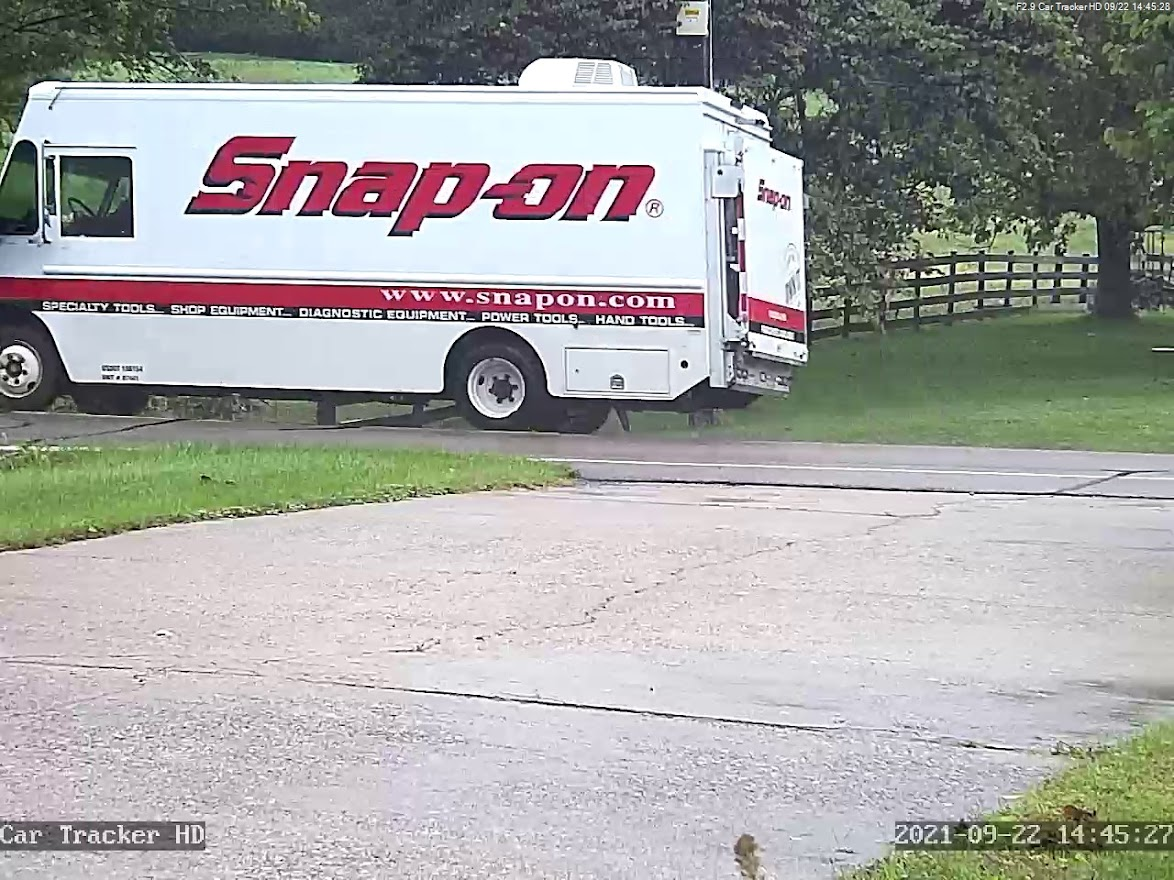 F2.9 Car Tracker HD 09/22 14:45:28
Snap-on®
Snap-on
www.snapon.com
SPECIALTY TOOLS... SHOP EQUIPMENT... DIAGNOSTIC EQUIPMENT... POWER TOOLS... HAND TOOLS...
Car Tracker HD
2021-09-22 14:45:27